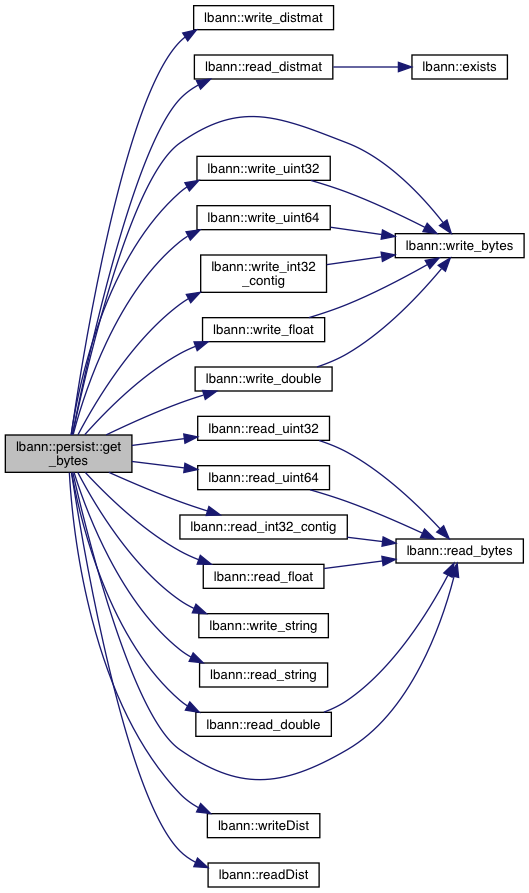 lbann::write_distmat
lbann::read_distmat
lbann::exists
lbann::write_uint32
lbann::write_uint64
lbann::write_bytes
lbann::write_int32
_contig
lbann::write_float
lbann::write_double
lbann::read_uint32
lbann::persist::get
_bytes
lbann::read_uint64
lbann::read_int32_contig
lbann::read_bytes
lbann::read_float
lbann::write_string
lbann::read_string
lbann::read_double
lbann::writeDist
lbann::readDist